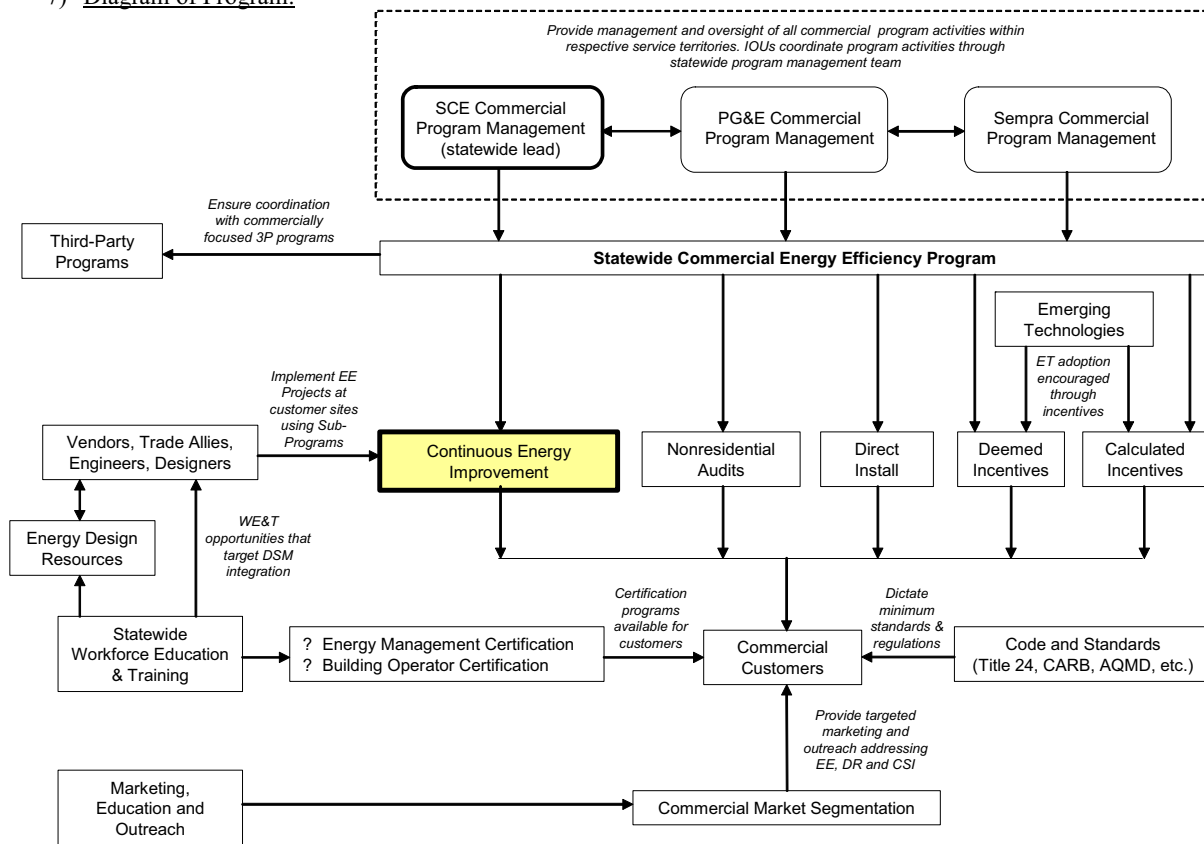 7) Diagram of Program:
Provide management and oversight of all commercial program activities within
respective service territories. IOUs coordinate program activities through
statewide program management team
SCE Commercial
Program Management
(statewide lead)
PG&E Commercial
Program Management
Sempra Commercial
Program Management
Ensure coordination
with commercially
focused 3P programs
Third-Party
Programs
Statewide Commercial Energy Efficiency Program
Emerging
Technologies
ET adoption
encouraged
through
incentives
Implement EE
Projects at
customer sites
using Sub-
Programs
Vendors, Trade Allies,
Engineers, Designers
Continuous Energy
Improvement
Nonresidential
Audits
Direct
Install
Deemed
Incentives
Calculated
Incentives
Energy Design
Resources
WE&T
opportunities that
target DSM
integration
Statewide
Workforce Education
& Training
? Energy Management Certification
? Building Operator Certification
Certification
programs
available for
customers
Commercial
Customers
Dictate
minimum
standards &
regulations
Code and Standards
(Title 24, CARB, AQMD, etc.)
Provide targeted
marketing and
outreach addressing
EE, DR and CSI
Marketing,
Education and
Outreach
Commercial Market Segmentation